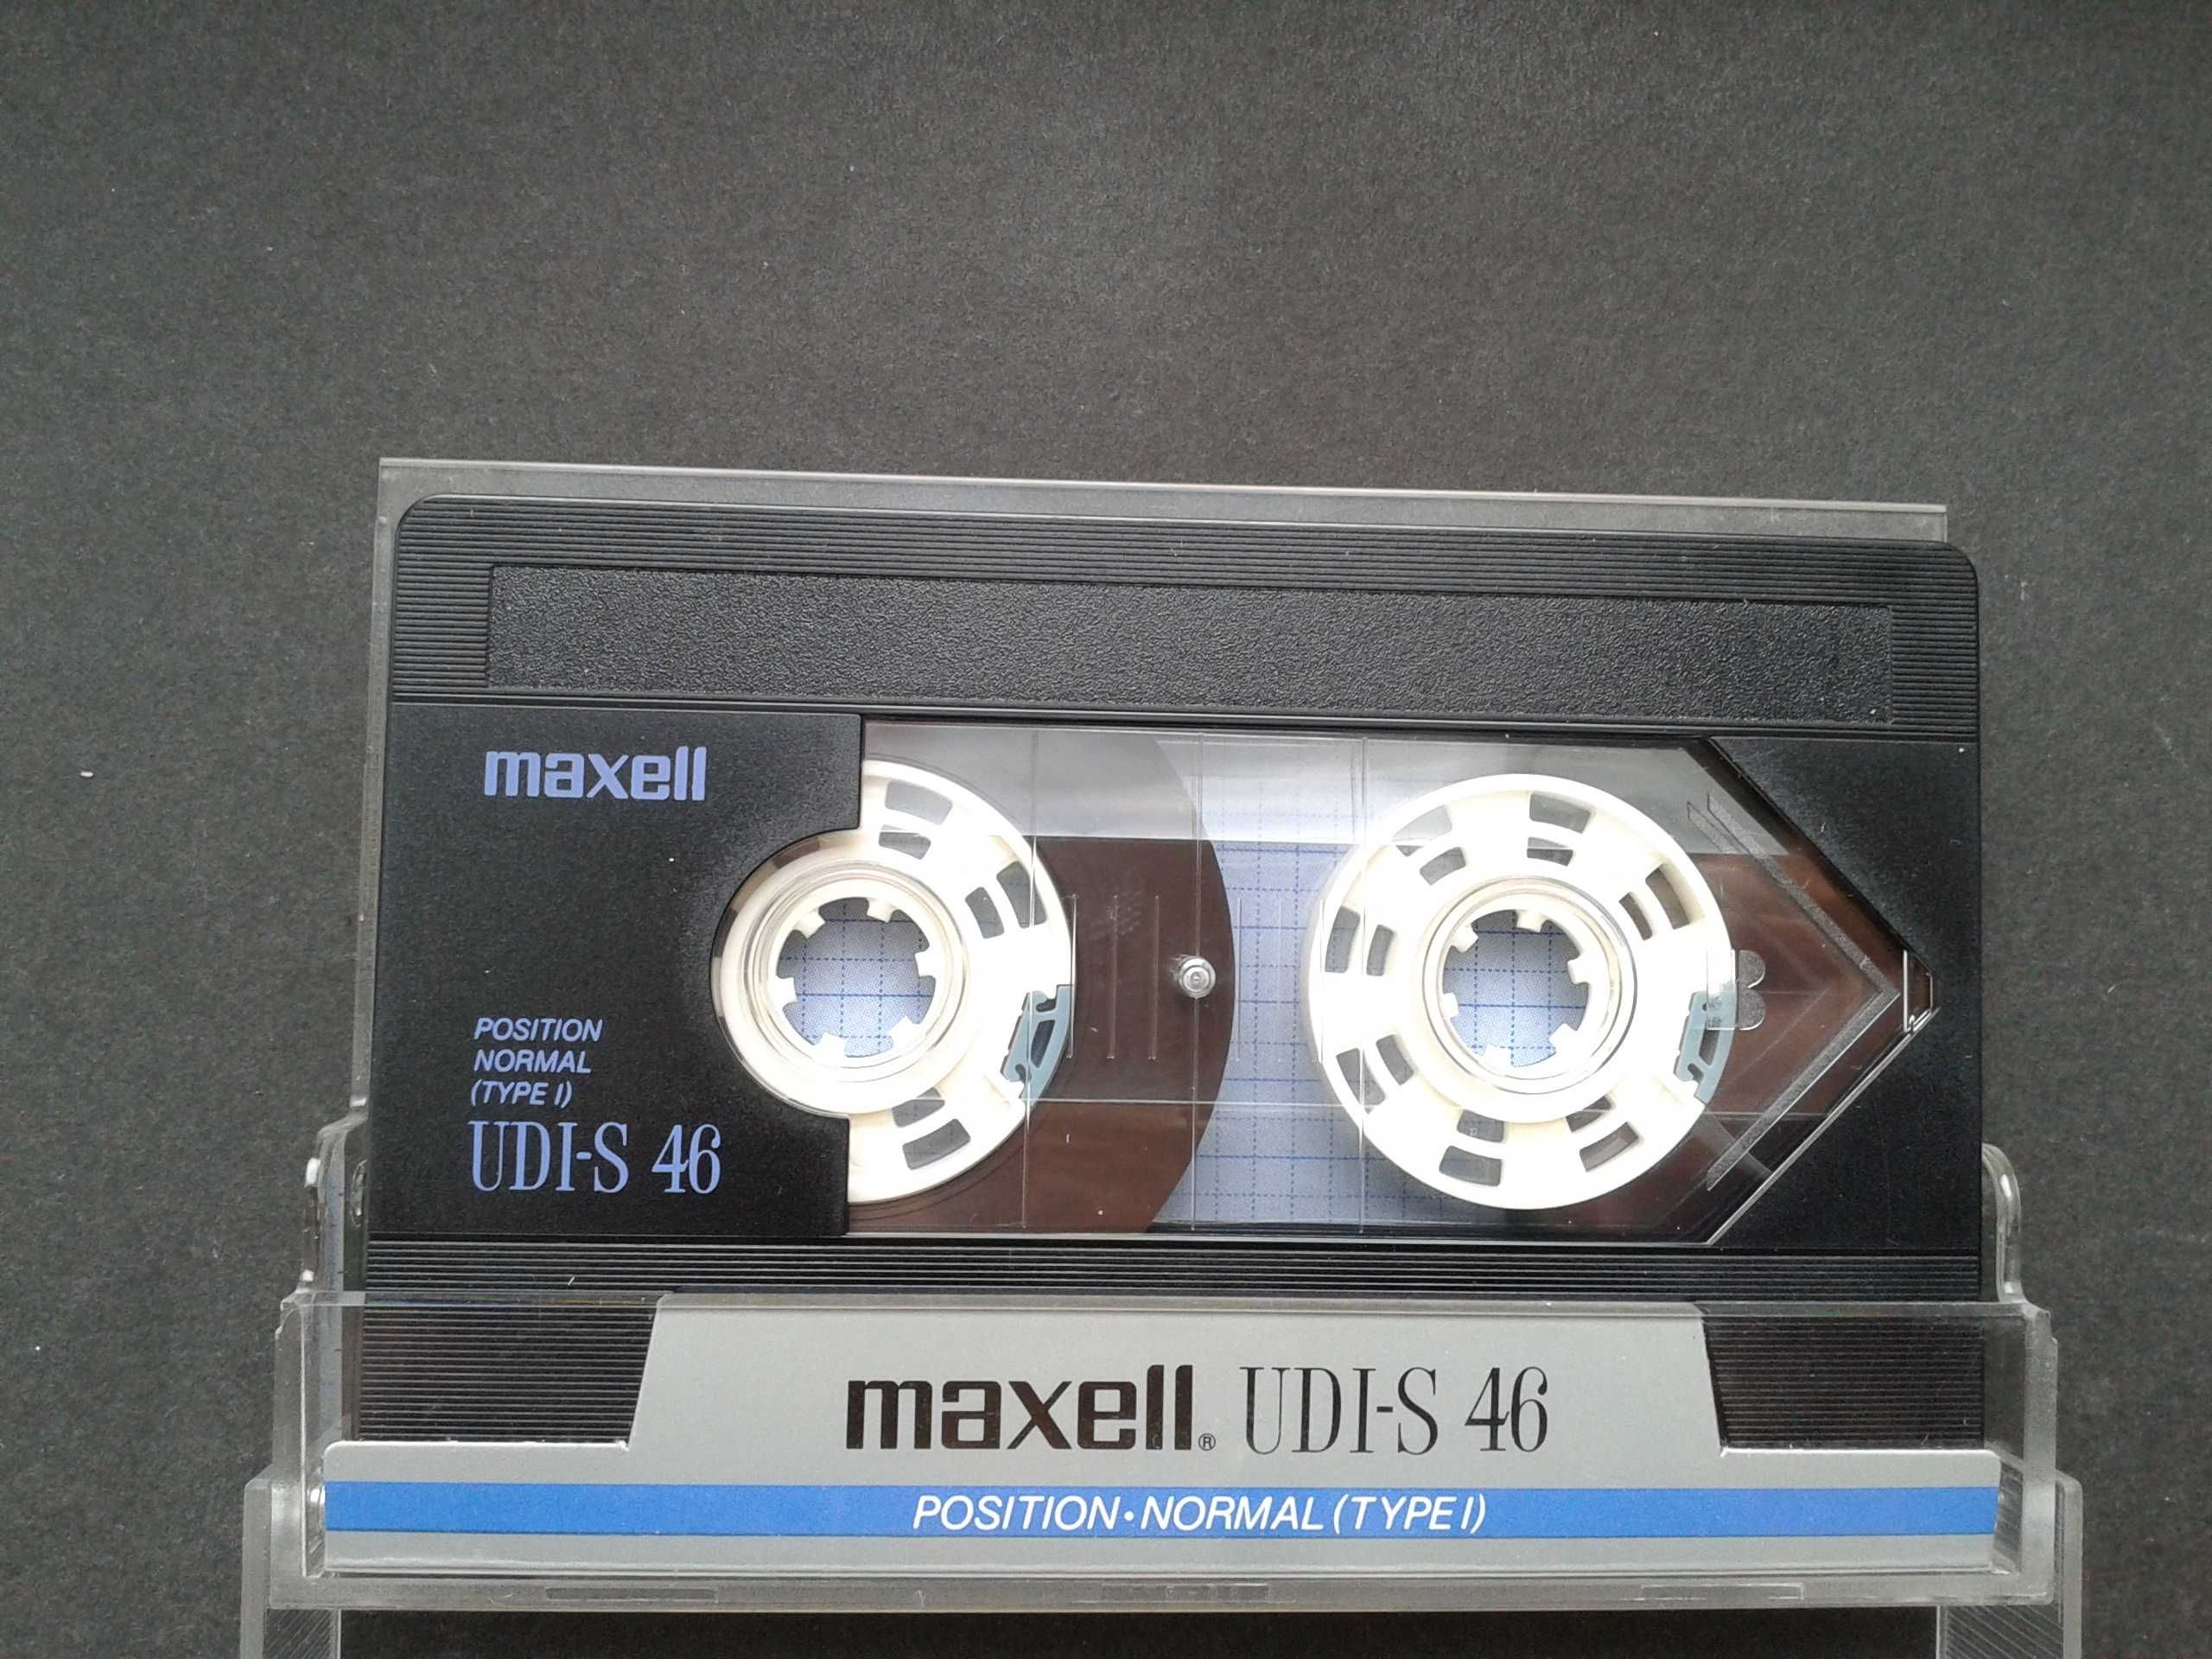 maxell
POSITION
NORMAL
(TYPE I)
UDI-S 46
B
maxell® UDI-S 46
POSITION•NORMAL (TYPE I)